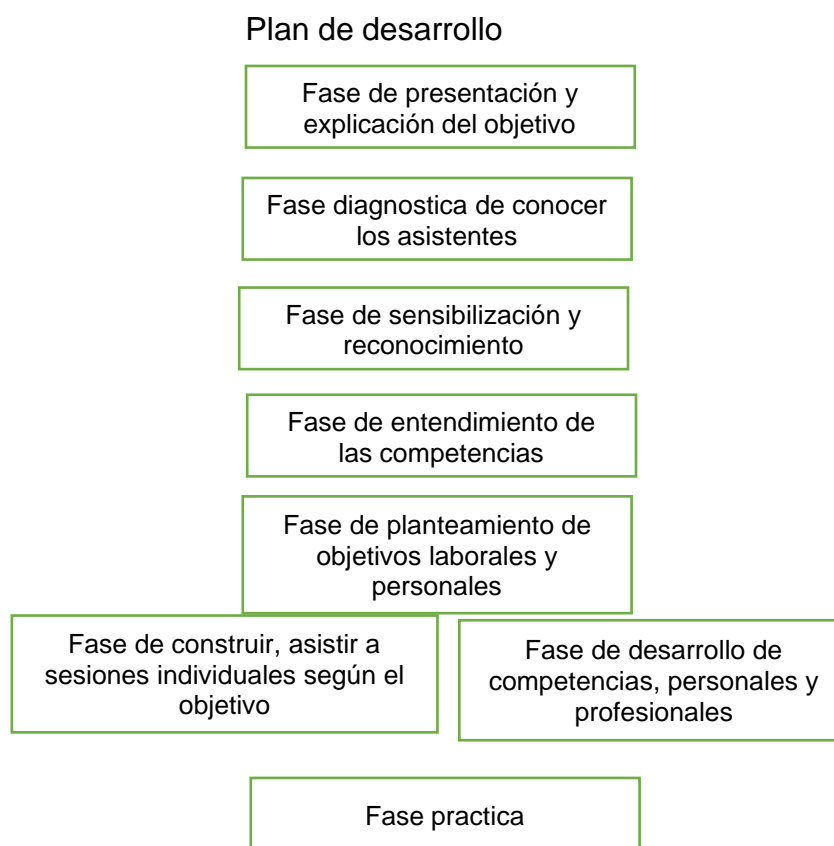 Plan de desarrollo
Fase de presentación y
explicación del objetivo
Fase diagnostica de conocer
los asistentes
Fase de sensibilización y
reconocimiento
Fase de entendimiento de
las competencias
Fase de planteamiento de
objetivos laborales y
personales
Fase de construir, asistir a
sesiones individuales según el
objetivo
Fase de desarrollo de
competencias, personales y
profesionales
Fase practica